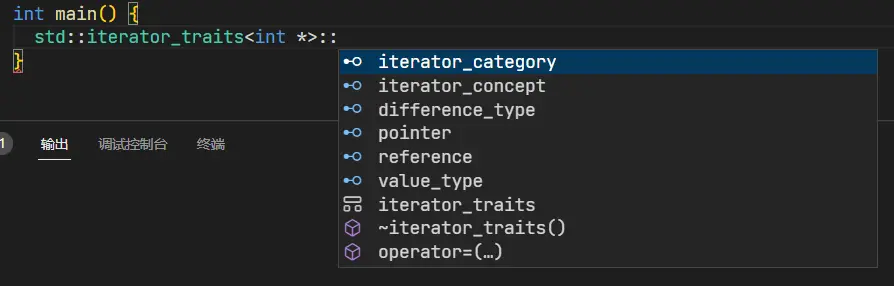 int main() {
std::iterator_traits<int *>::
}
iterator_category
iterator_concept
difference_type
pointer
reference
value_type
iterator_traits
~iterator_traits()
operator=(…)
1 输出 调试控制台 终端